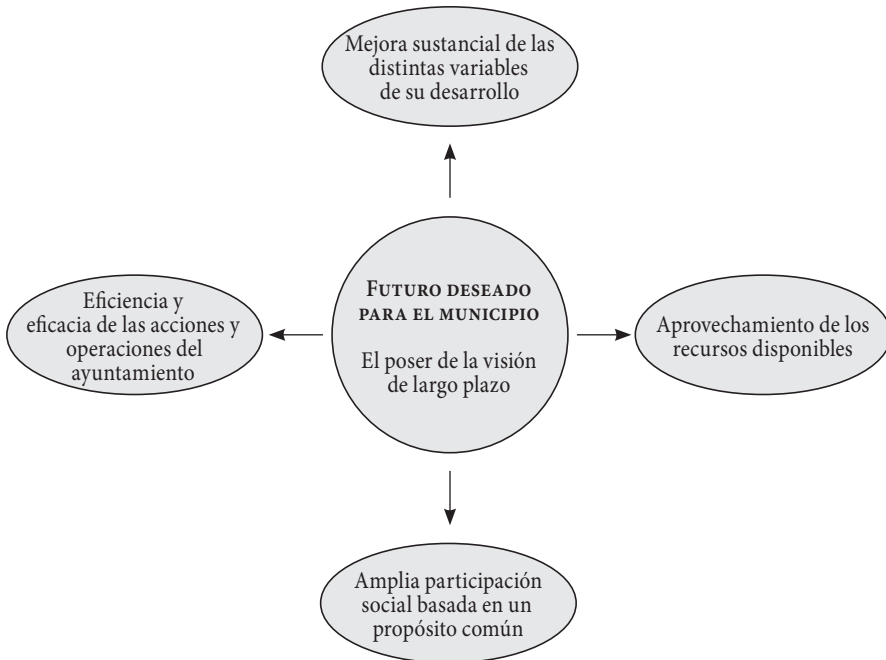 Mejora sustancial de las
distintas variables
de su desarrollo
Eficiencia y
eficacia de las acciones y
operaciones del
ayuntamiento
FUTURO DESEADO
PARA EL MUNICIPIO
El poser de la visión
de largo plazo
Aprovechamiento de los
recursos disponibles
Amplia participación
social basada en un
propósito común